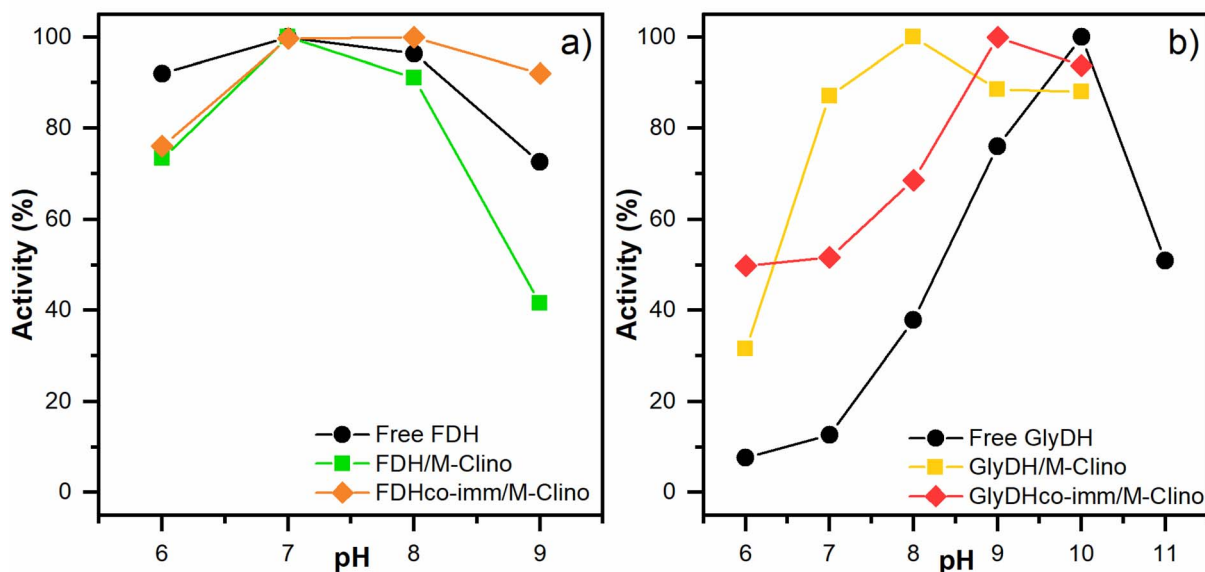 a)
Activity (%)
100
80
60
40
20
0
Free FDH
FDH/M-Clino
FDHco-imm/M-Clino
6 7 8 9
pH
b)
Activity (%)
100
80
60
40
20
0
Free GlyDH
GlyDH/M-Clino
GlyDHco-imm/M-Clino
6 7 8 9 10 11
pH